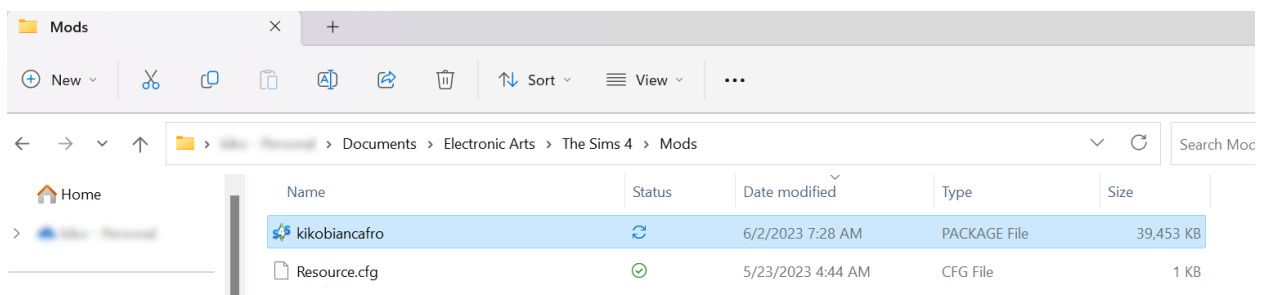 Mods
New
Sort
View
Documents > Electronic Arts > The Sims 4 > Mods
Search Moc
Home
Name Status Date modified Type Size
kikobiancafro 6/2/2023 7:28 AM PACKAGE File 39,453 KB
Resource.cfg 5/23/2023 4:44 AM CFG File 1 KB